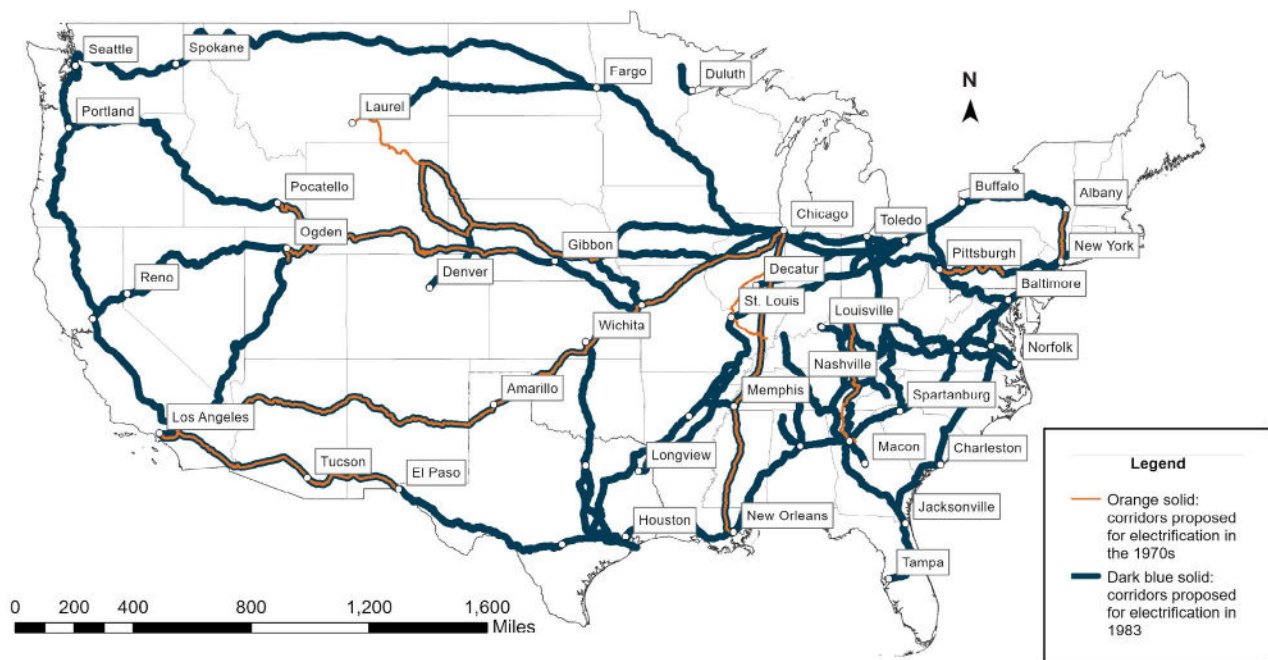 Seattle
Spokane
Fargo
Duluth
N
Portland
Laurel
Buffalo
Albany
Pocatello
Chicago
Toledo
Ogden
Gibbon
Pittsburgh
New York
Reno
Denver
Decatur
Baltimore
St. Louis
Louisville
Wichita
Norfolk
Nashville
Amarillo
Memphis
Spartanburg
Los Angeles
Macon
Charleston
Longview
Tucson
El Paso
Legend
Orange solid:
corridors proposed
for electrification in
the 1970s
Houston
New Orleans
Jacksonville
Tampa
Dark blue solid:
corridors proposed
for electrification in
1983
0 200 400 800 1,200 1,600
Miles